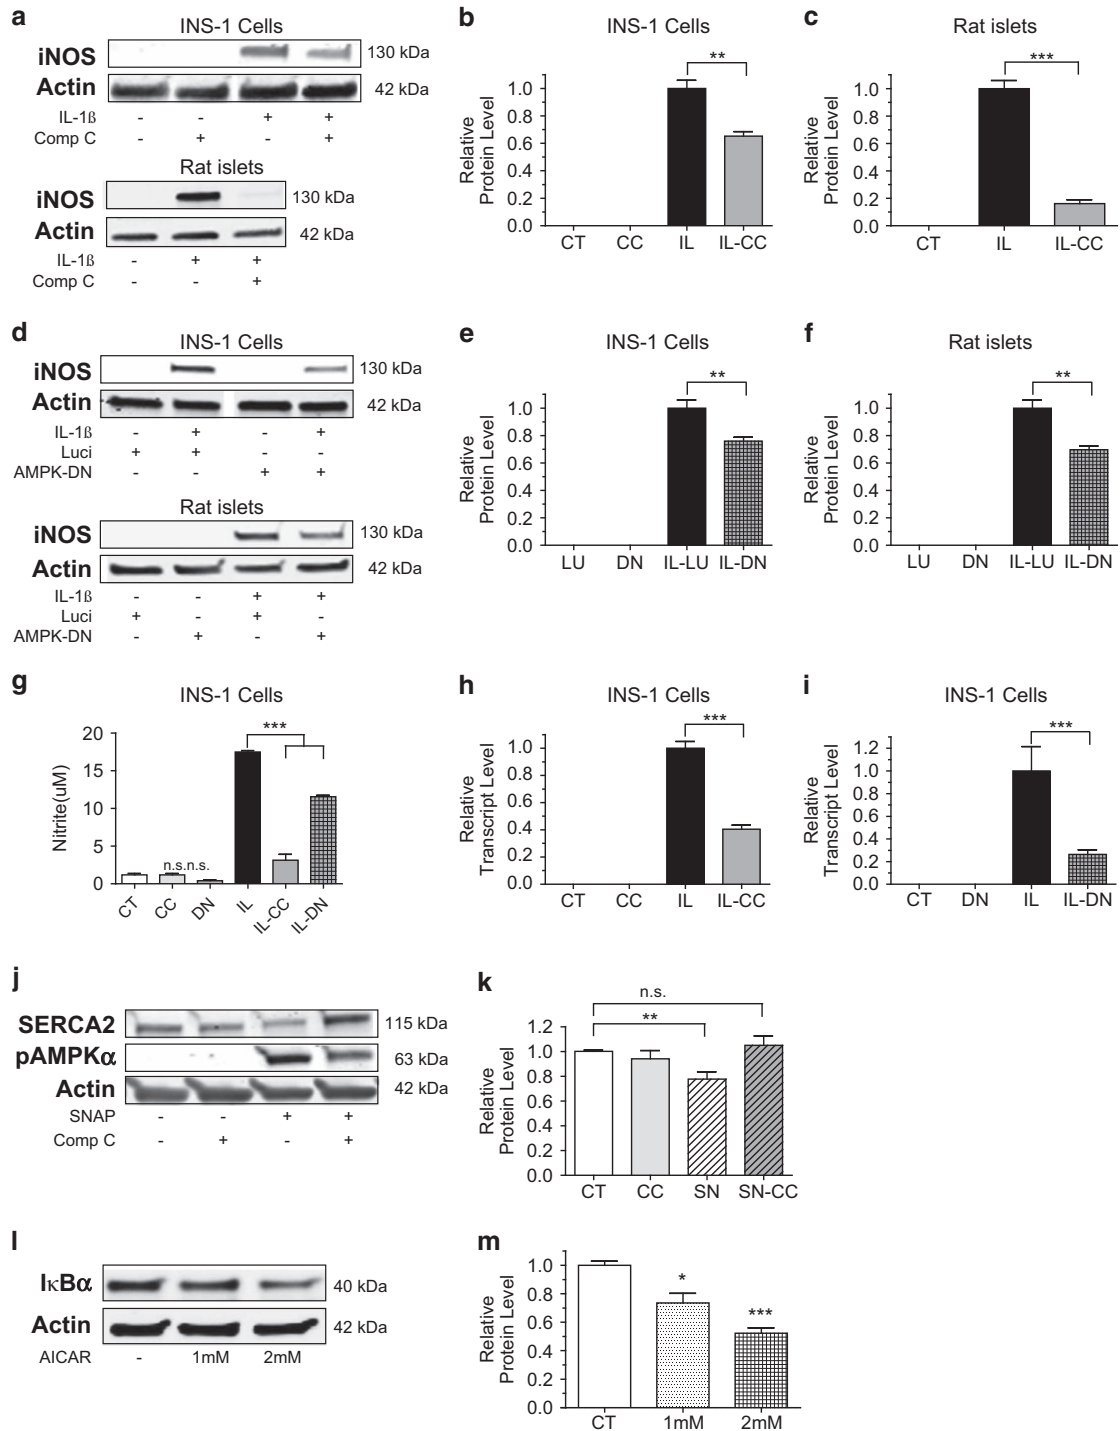 a
INS-1 Cells
iNOS 130 kDa
Actin 42 kDa
IL-1ß - - + +
Comp C - + - +
Rat islets
iNOS 130 kDa
Actin 42 kDa
IL-1ß - + +
Comp C - - +
b
INS-1 Cells
**
Relative
Protein Level
1.0
0.8
0.6
0.4
0.2
0.0
CT CC IL IL-CC
c
Rat islets
***
Relative
Protein Level
1.0
0.8
0.6
0.4
0.2
0.0
CT IL IL-CC
d
INS-1 Cells
iNOS 130 kDa
Actin 42 kDa
IL-1ß - + - +
Luci + + - -
AMPK-DN - - + +
Rat islets
iNOS 130 kDa
Actin 42 kDa
IL-1ß - - + +
Luci + - + -
AMPK-DN - + - +
e
INS-1 Cells
**
Relative
Protein Level
1.0
0.8
0.6
0.4
0.2
0.0
LU DN IL-LU IL-DN
f
Rat islets
**
Relative
Protein Level
1.0
0.8
0.6
0.4
0.2
0.0
LU DN IL-LU IL-DN
g
INS-1 Cells
***
Nitrite(uM)
20
15
10
5
0
n.s.n.s.
CT CC DN IL IL-CC IL-DN
h
INS-1 Cells
***
Relative
Transcript Level
1.0
0.8
0.6
0.4
0.2
0.0
CT CC IL IL-CC
i
INS-1 Cells
***
Relative
Transcript Level
1.2
1.0
0.8
0.6
0.4
0.2
0.0
CT DN IL IL-DN
j
SERCA2 115 kDa
pAMPKα 63 kDa
Actin 42 kDa
SNAP - - + +
Comp C - + - +
k
n.s.
**
Relative
Protein Level
1.2
1.0
0.8
0.6
0.4
0.2
0.0
CT CC SN SN-CC
l
IκBα 40 kDa
Actin 42 kDa
AICAR - 1mM 2mM
m
Relative
Protein Level
1.0
0.8
0.6
0.4
0.2
0.0
*
***
CT 1mM 2mM